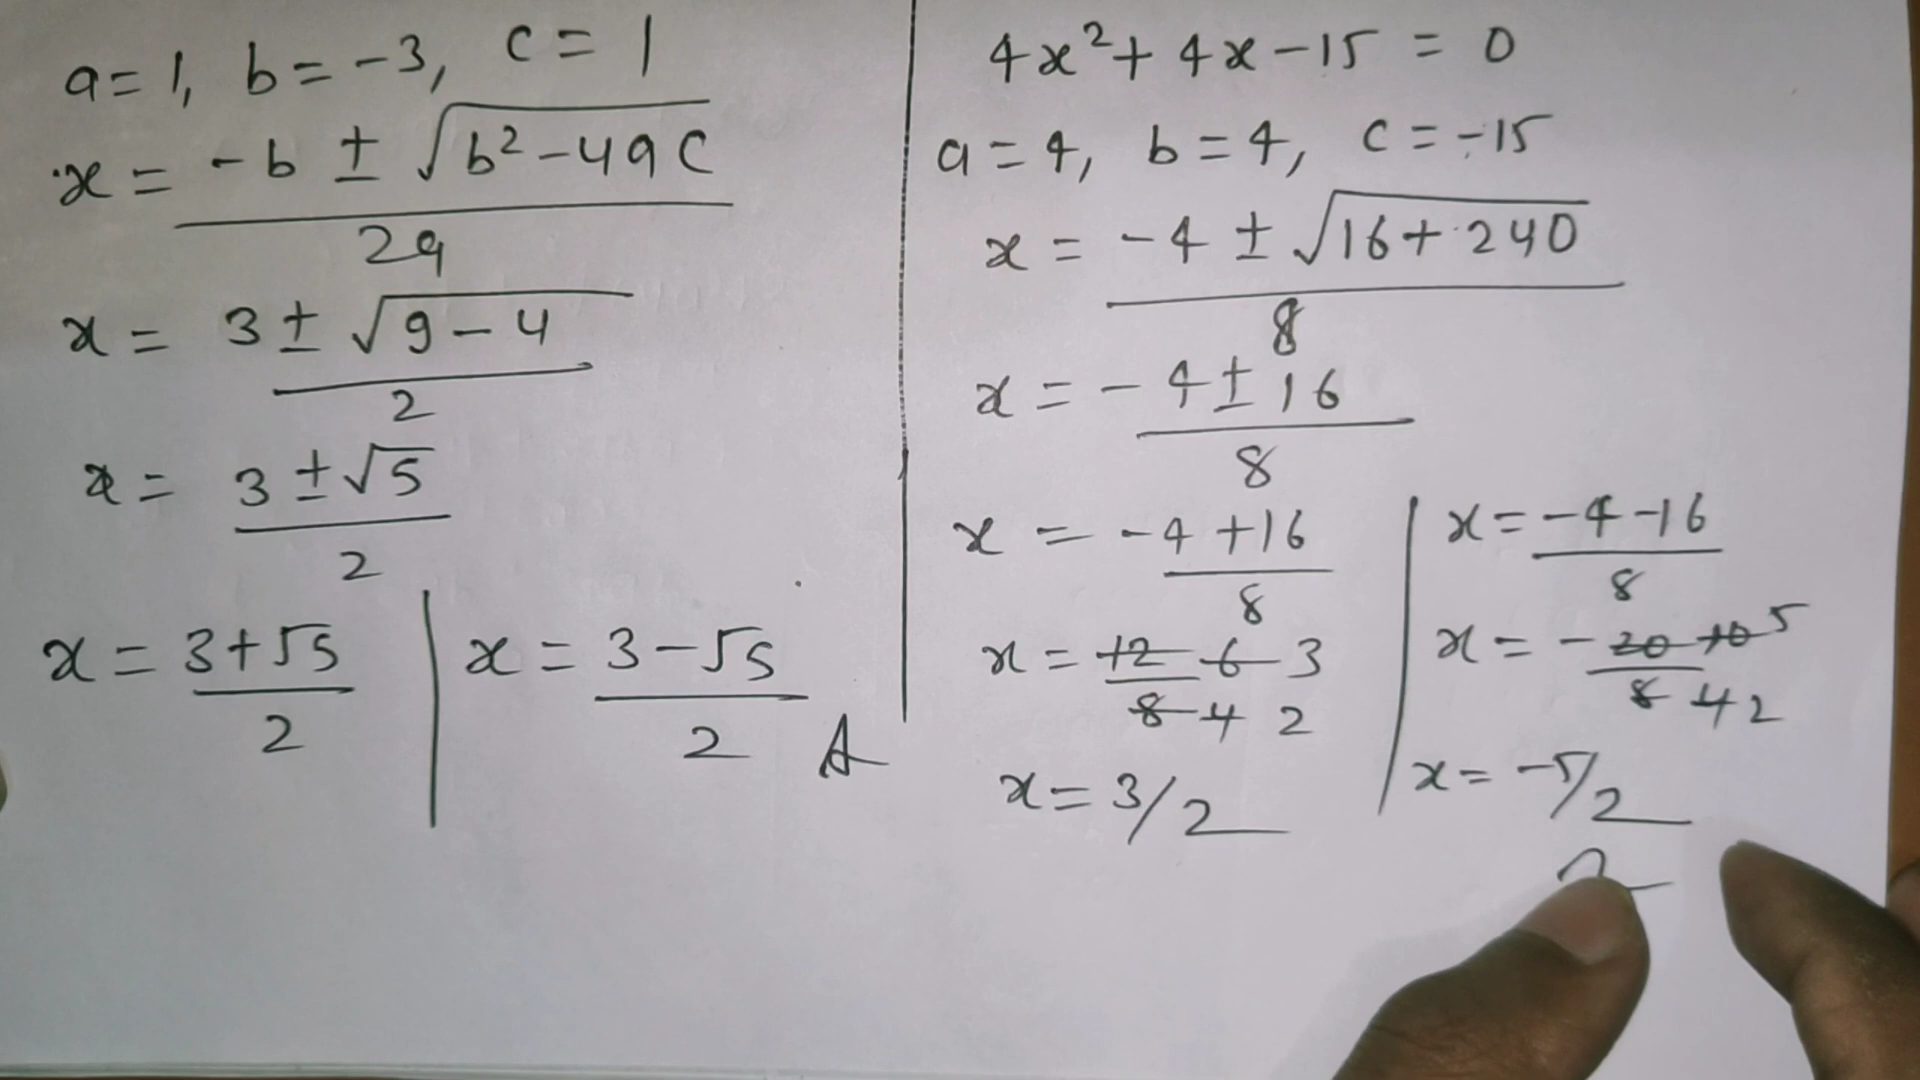 a = 1, b = -3, c = 1
x = -b ± √b² - 4ac
2a
x = 3 ± √9 - 4
2
x = 3 ± √5
2
x = 3 + √5 | x = 3 - √5
2 2 A
4x² + 4x - 15 = 0
a = 4, b = 4, c = -15
x = -4 ± √16 + 240
8
x = -4 ± 16
8
x = -4 + 16
8
x = 12 6 3
8 4 2
x = 3/2
x = -4 - 16
8
x = -20 10 5
8 4 2
x = -5/2